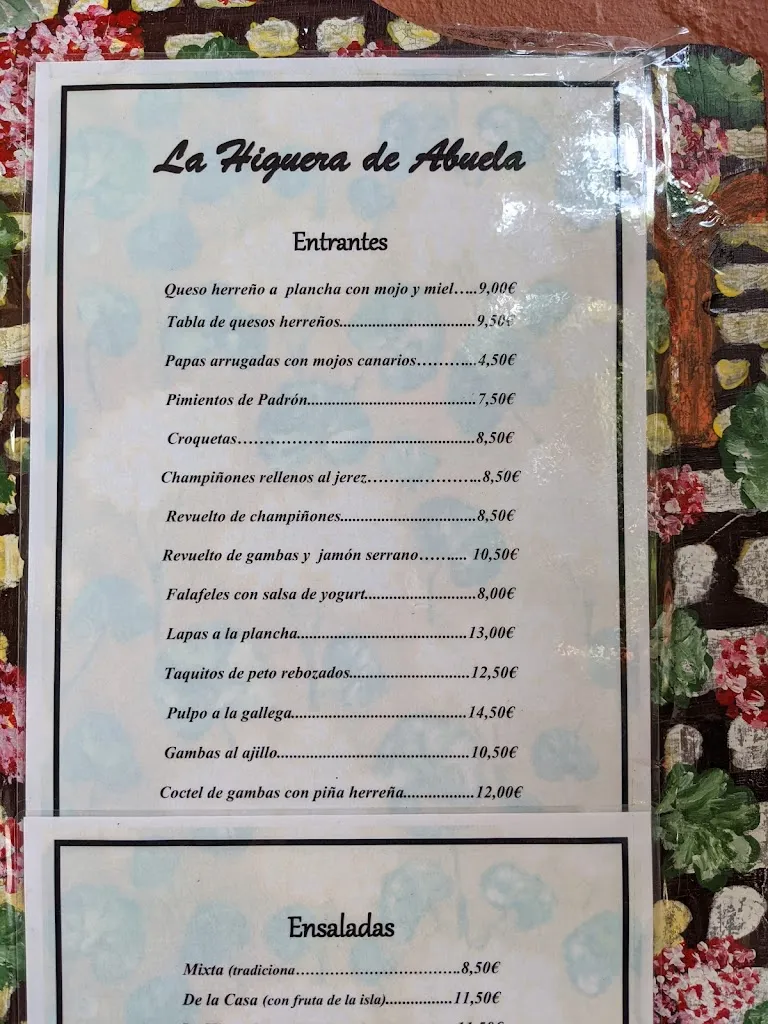 La Higuera de Abuela
Entrantes
Queso herreño a plancha con mojo y miel…..9,00€
Tabla de quesos herreños................................9,50€
Papas arrugadas con mojos canarios………....4,50€
Pimientos de Padrón........................................7,50€
Croquetas………………..................................8,50€
Champiñones rellenos al jerez……….………..8,50€
Revuelto de champiñones................................8,50€
Revuelto de gambas y jamón serrano…….... 10,50€
Falafeles con salsa de yogurt..........................8,00€
Lapas a la plancha........................................13,00€
Taquitos de peto rebozados............................12,50€
Pulpo a la gallega..........................................14,50€
Gambas al ajillo..............................................10,50€
Coctel de gambas con piña herreña.................12,00€
Ensaladas
Mixta (tradiciona……………………………….8,50€
De la Casa (con fruta de la isla)................11,50€